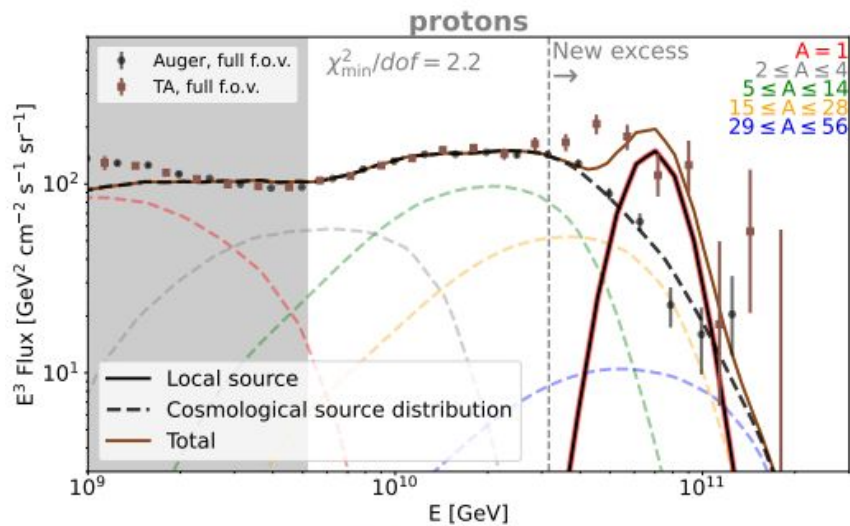 protons
Auger, full f.o.v.
TA, full f.o.v.
χ²min/dof = 2.2
New excess
→
A = 1
2 ≤ A ≤ 4
5 ≤ A ≤ 14
15 ≤ A ≤ 28
29 ≤ A ≤ 56
E³ Flux [GeV² cm⁻² s⁻¹ sr⁻¹]
10²
10¹
Local source
Cosmological source distribution
Total
10⁹
10¹⁰
10¹¹
E [GeV]